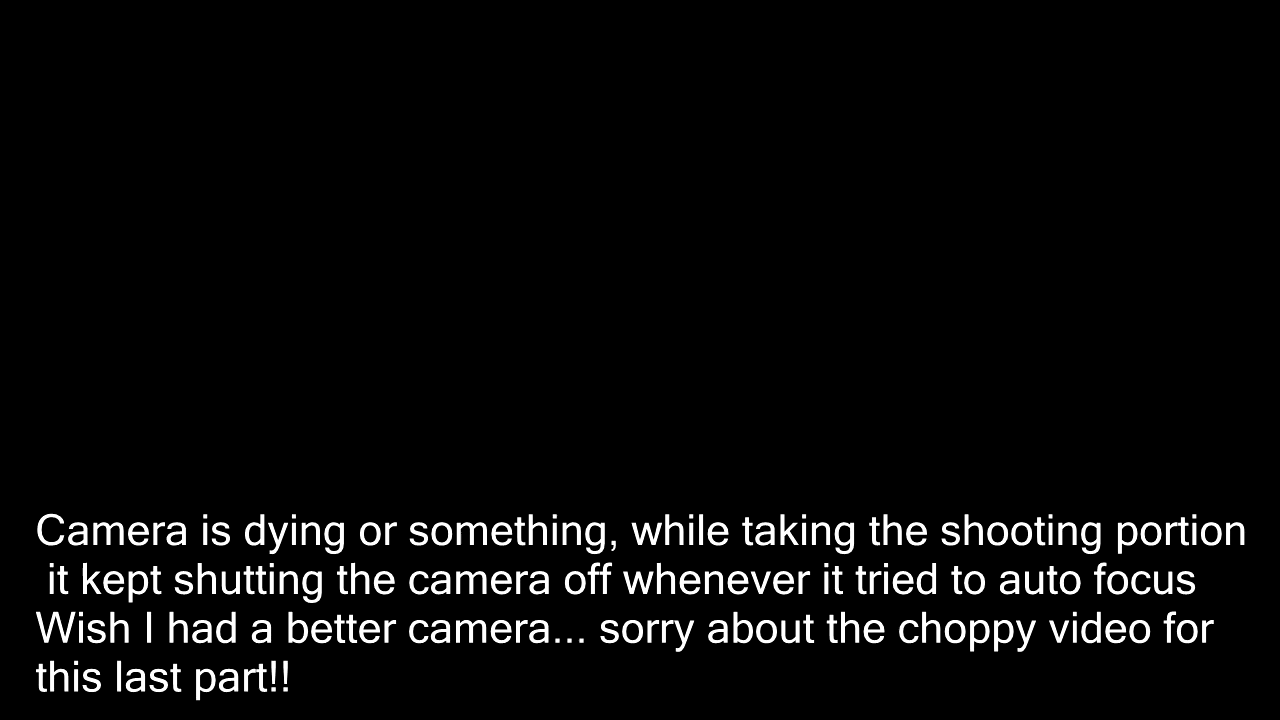 Camera is dying or something, while taking the shooting portion
it kept shutting the camera off whenever it tried to auto focus
Wish I had a better camera... sorry about the choppy video for
this last part!!